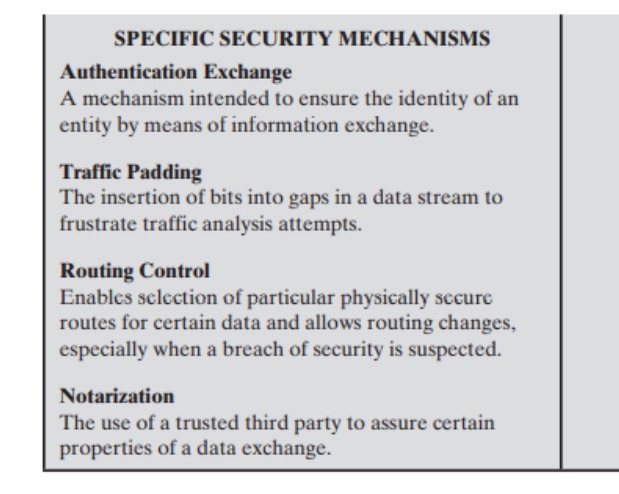 SPECIFIC SECURITY MECHANISMS
Authentication Exchange
A mechanism intended to ensure the identity of an
entity by means of information exchange.
Traffic Padding
The insertion of bits into gaps in a data stream to
frustrate traffic analysis attempts.
Routing Control
Enables selection of particular physically secure
routes for certain data and allows routing changes,
especially when a breach of security is suspected.
Notarization
The use of a trusted third party to assure certain
properties of a data exchange.